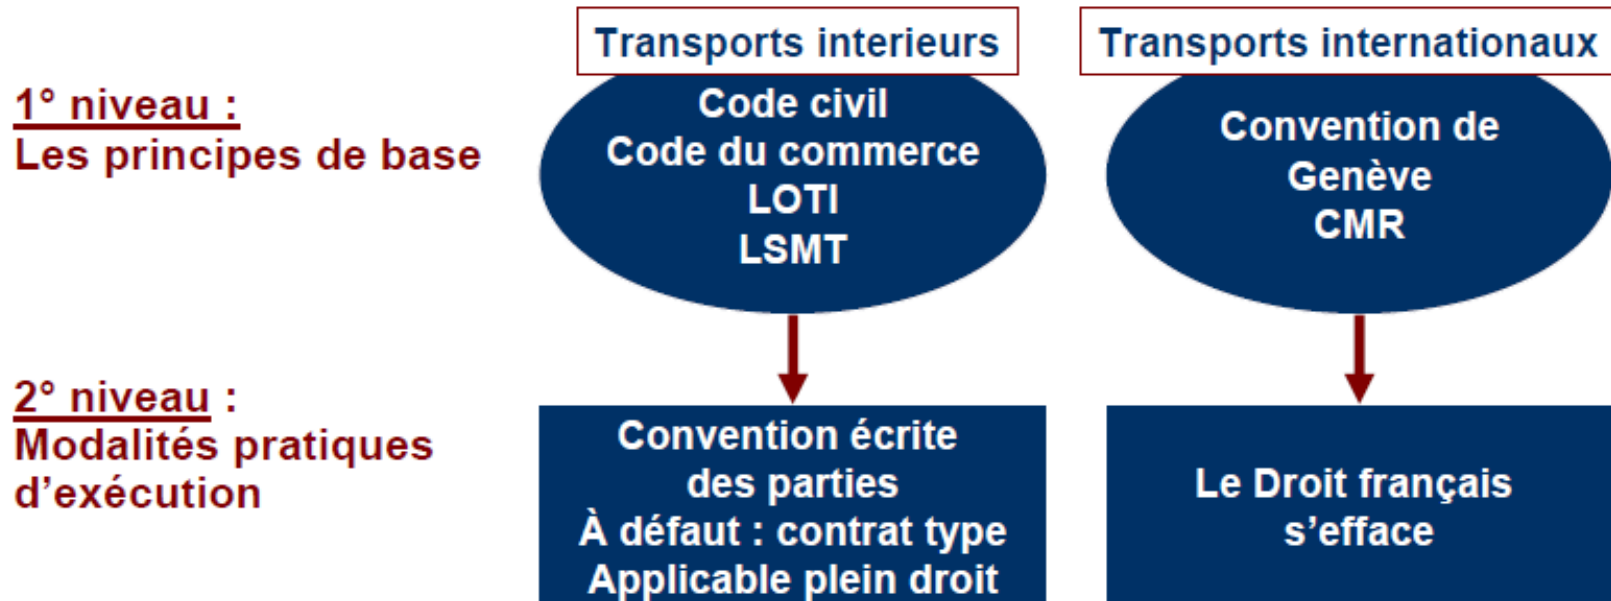 Transports interieurs
Transports internationaux
1° niveau :
Les principes de base
Code civil
Code du commerce
LOTI
LSMT
Convention de
Genève
CMR
2° niveau :
Modalités pratiques
d'exécution
Convention écrite
des parties
À défaut : contrat type
Applicable plein droit
Le Droit français
s'efface